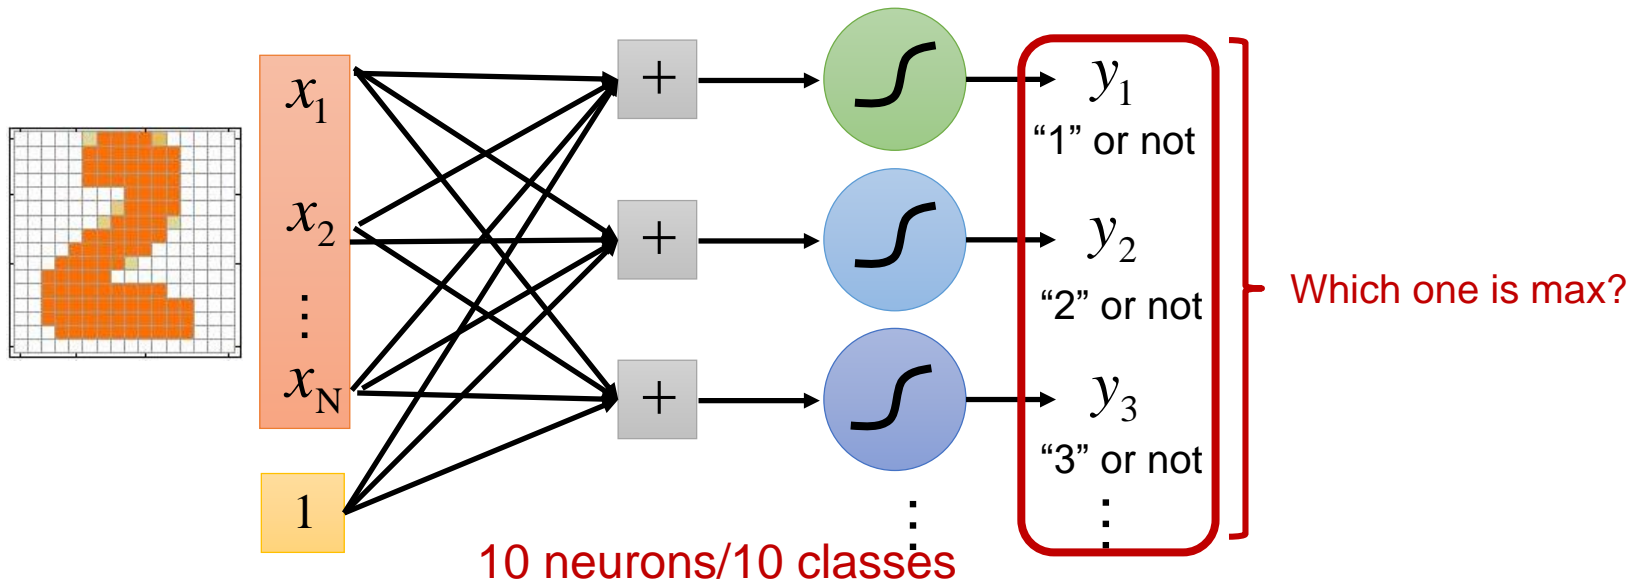 x₁
x₂
⋮
x_N
1
+
+
+
y₁
“1” or not
y₂
“2” or not
y₃
“3” or not
⋮
⋮
Which one is max?
10 neurons/10 classes